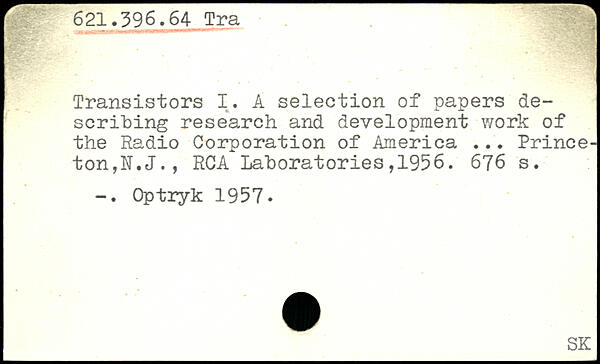 621.396.64 Tra
Transistors I. A selection of papers de-
scribing research and development work of
the Radio Corporation of America ... Prince-
ton,N.J., RCA Laboratories,1956. 676 s.
-. Optryk 1957.
SK